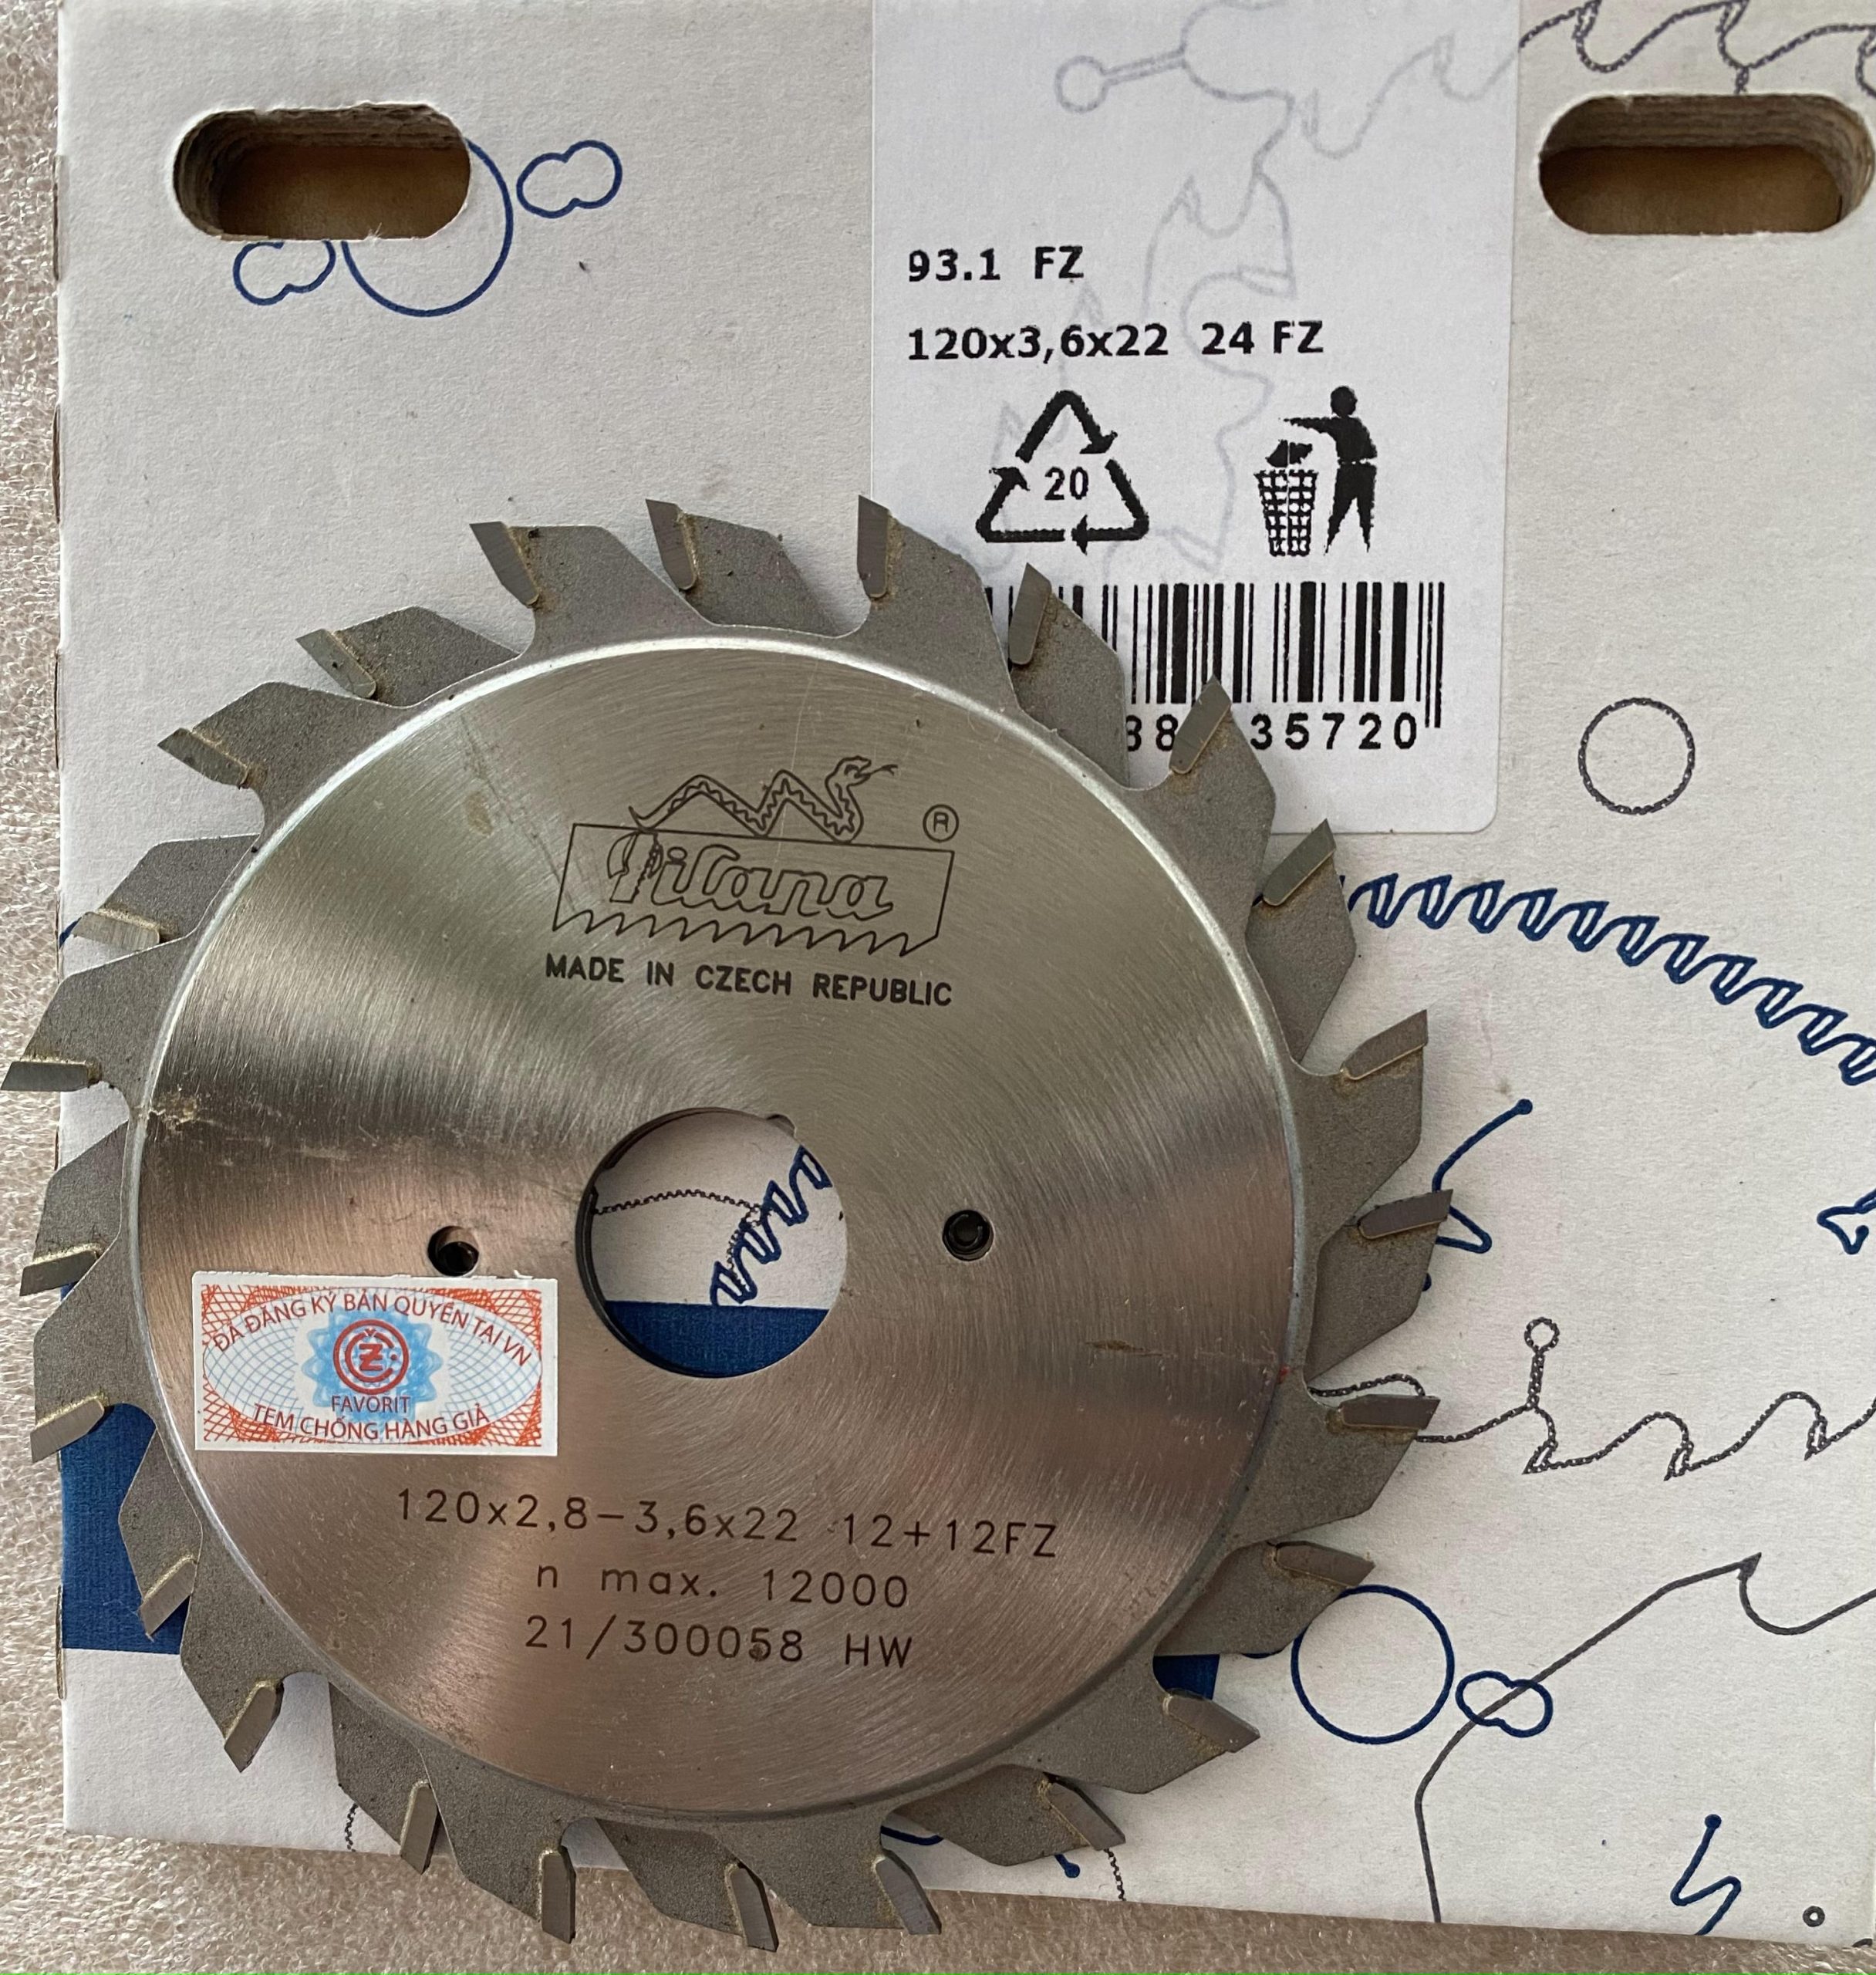 93.1 FZ
120x3,6x22 24 FZ
20
35720
Pilana
®
MADE IN CZECH REPUBLIC
ĐÃ ĐĂNG KÝ BẢN QUYỀN TẠI VN
CZ
FAVORIT
TEM CHỐNG HÀNG GIẢ
120x2,8-3,6x22 12+12FZ
n max. 12000
21/300058 HW